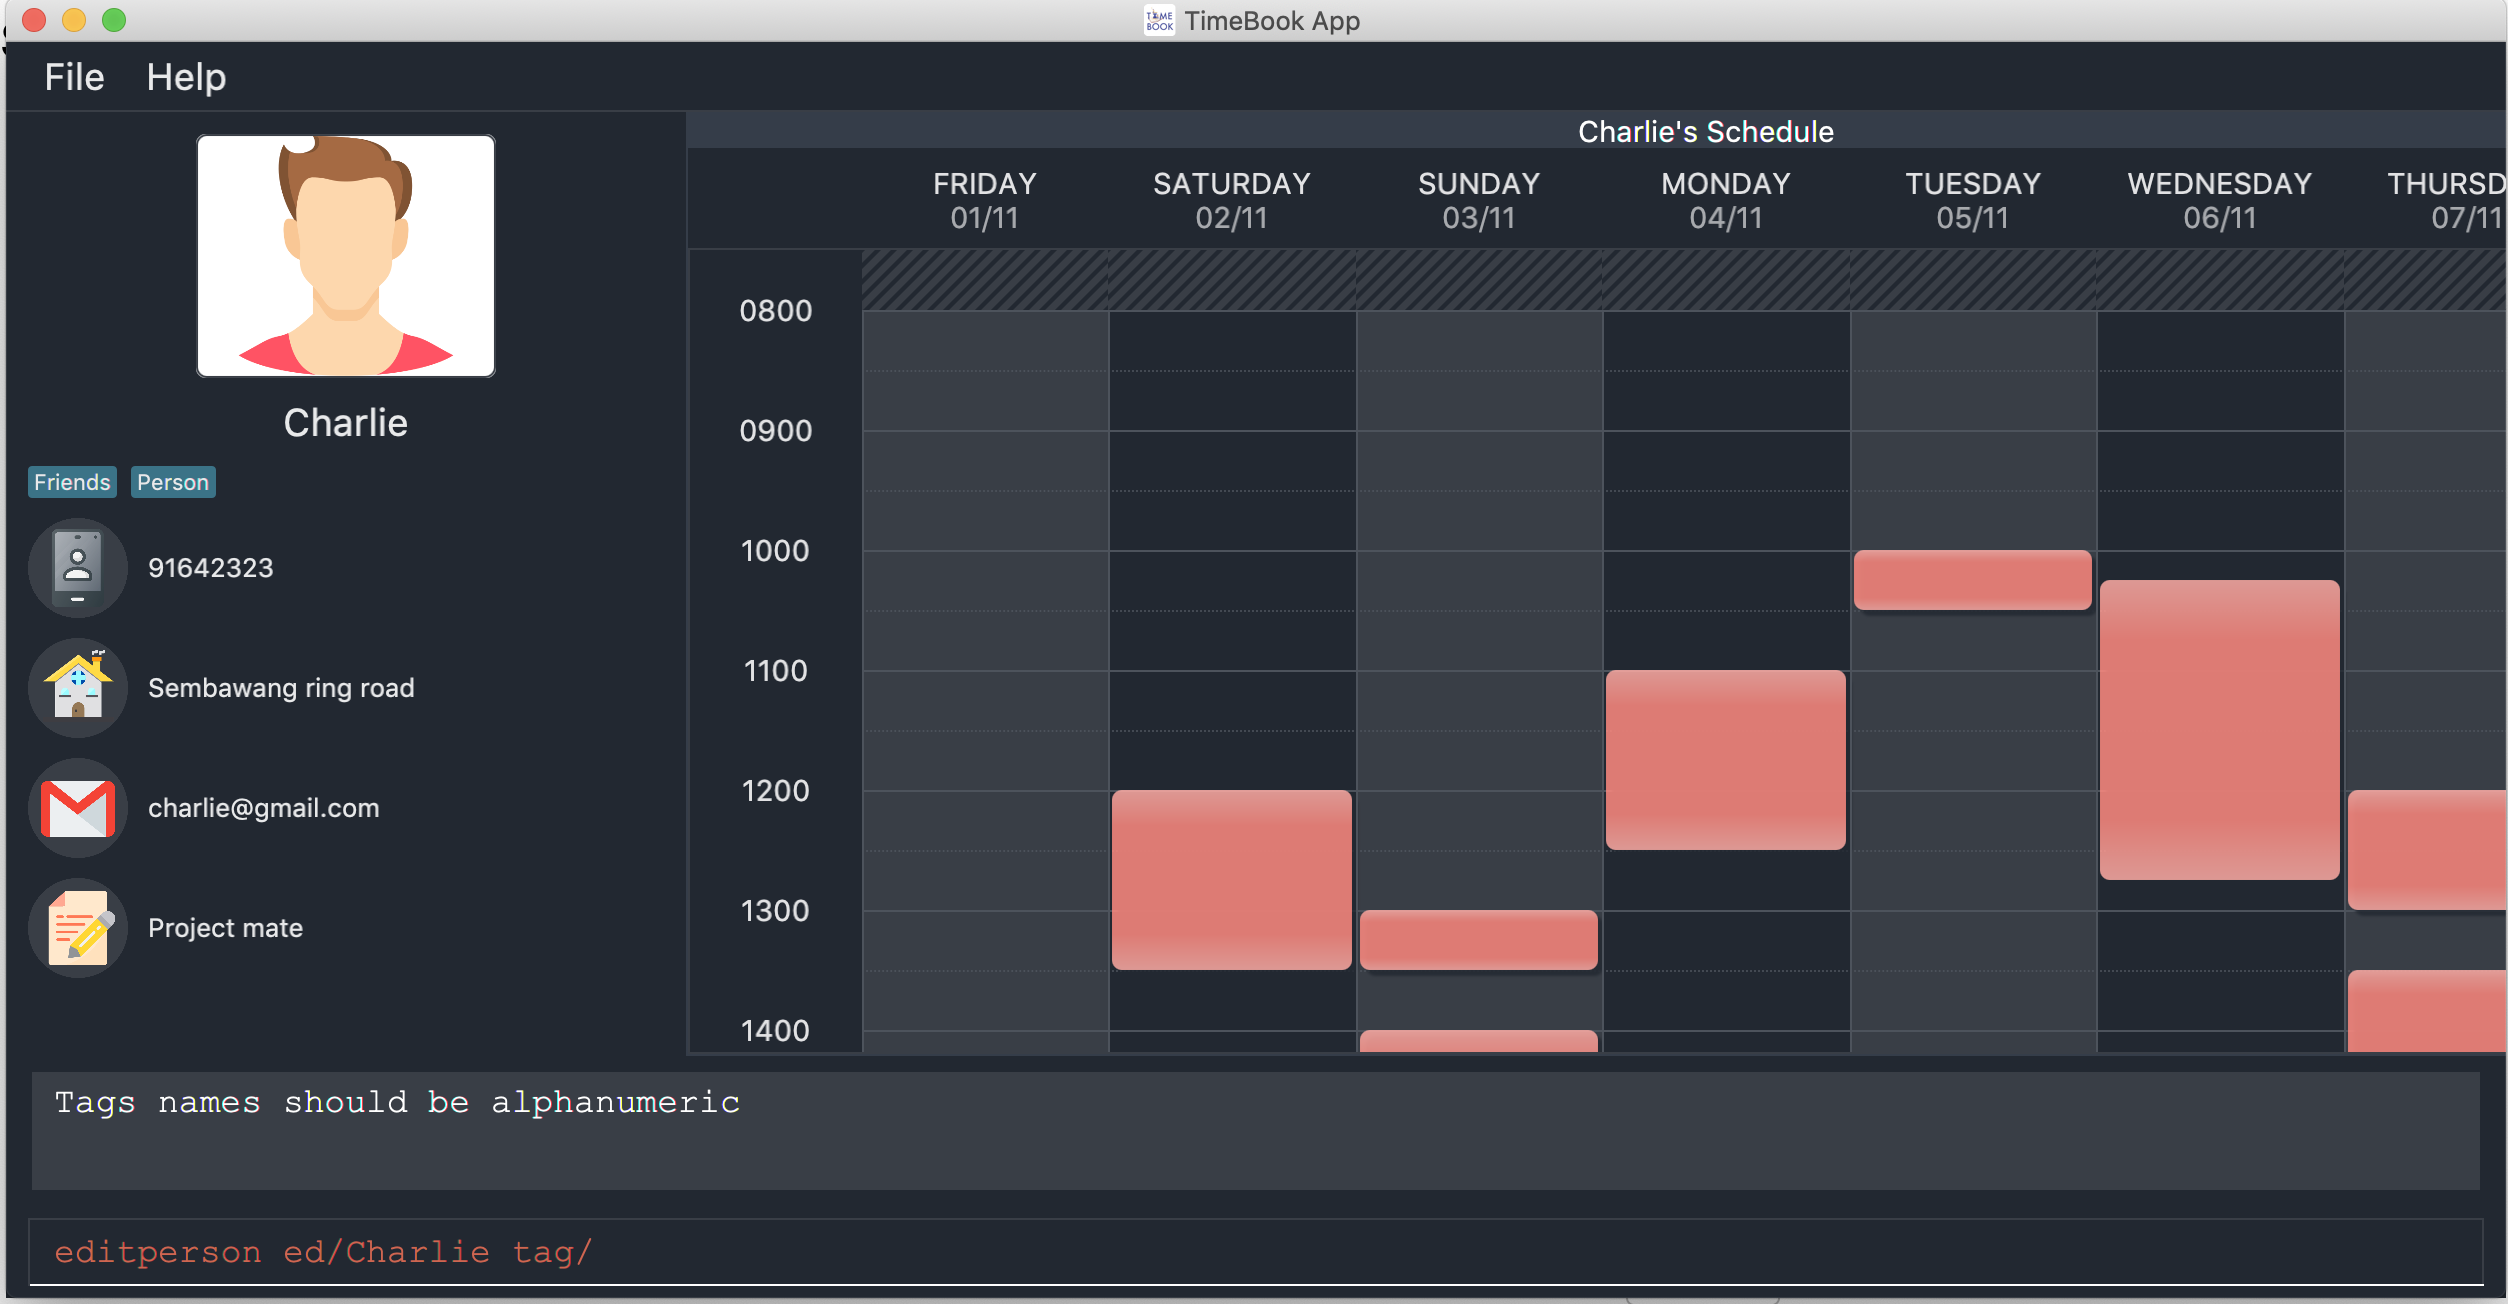 TIME BOOK TimeBook App
File Help
Charlie's Schedule
FRIDAY SATURDAY SUNDAY MONDAY TUESDAY WEDNESDAY THURSD
01/11 02/11 03/11 04/11 05/11 06/11 07/11
Charlie
Friends Person
91642323
Sembawang ring road
charlie@gmail.com
Project mate
0800
0900
1000
1100
1200
1300
1400
Tags names should be alphanumeric
editperson ed/Charlie tag/